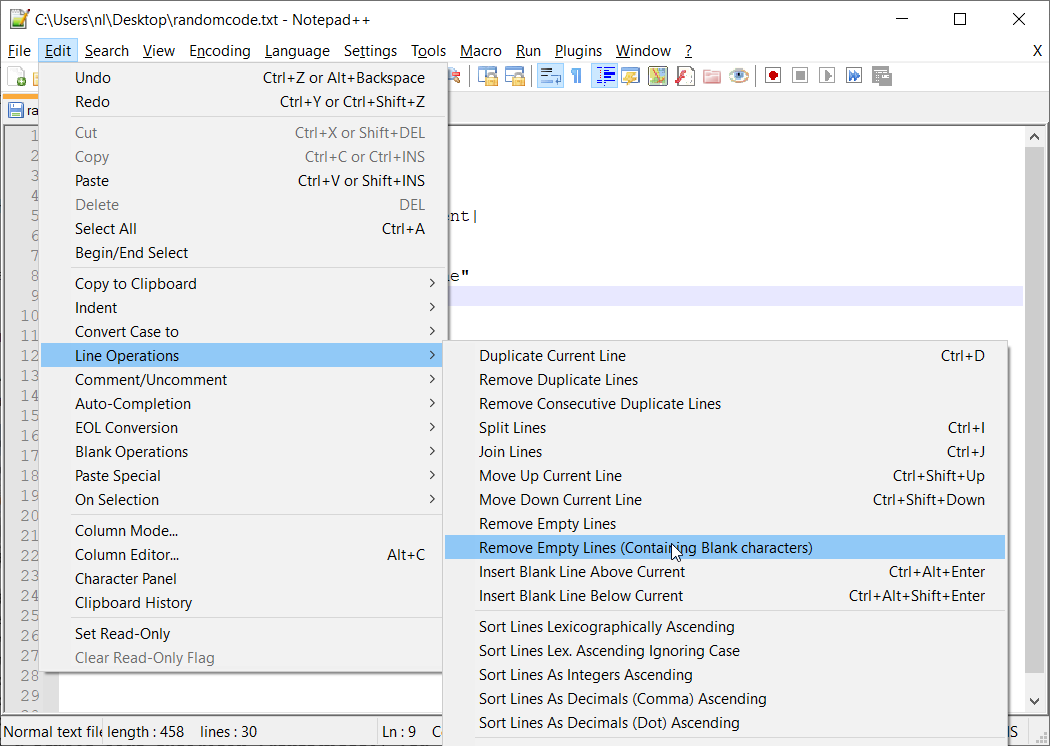 C:\Users\nl\Desktop\randomcode.txt - Notepad++
File Edit Search View Encoding Language Settings Tools Macro Run Plugins Window ? X
ra
Undo Ctrl+Z or Alt+Backspace
Redo Ctrl+Y or Ctrl+Shift+Z
Cut Ctrl+X or Shift+DEL
Copy Ctrl+C or Ctrl+INS
Paste Ctrl+V or Shift+INS
Delete DEL
Select All Ctrl+A
Begin/End Select
Copy to Clipboard
Indent
Convert Case to
Line Operations
Comment/Uncomment
Auto-Completion
EOL Conversion
Blank Operations
Paste Special
On Selection
Column Mode...
Column Editor... Alt+C
Character Panel
Clipboard History
Set Read-Only
Clear Read-Only Flag
1
2
3
4
5
6
7
8
9
10
11
12
13
14
15
16
17
18
19
20
21
22
23
24
25
26
27
28
29
nt|
e"
Duplicate Current Line Ctrl+D
Remove Duplicate Lines
Remove Consecutive Duplicate Lines
Split Lines Ctrl+I
Join Lines Ctrl+J
Move Up Current Line Ctrl+Shift+Up
Move Down Current Line Ctrl+Shift+Down
Remove Empty Lines
Remove Empty Lines (Containing Blank characters)
Insert Blank Line Above Current Ctrl+Alt+Enter
Insert Blank Line Below Current Ctrl+Alt+Shift+Enter
Sort Lines Lexicographically Ascending
Sort Lines Lex. Ascending Ignoring Case
Sort Lines As Integers Ascending
Sort Lines As Decimals (Comma) Ascending
Sort Lines As Decimals (Dot) Ascending
Normal text file length : 458 lines : 30 Ln : 9